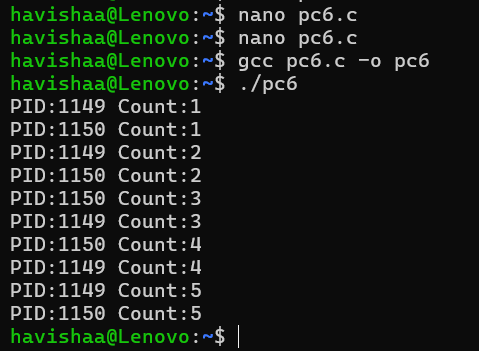 havishaa@Lenovo:~$ nano pc6.c
havishaa@Lenovo:~$ nano pc6.c
havishaa@Lenovo:~$ gcc pc6.c -o pc6
havishaa@Lenovo:~$ ./pc6
PID:1149 Count:1
PID:1150 Count:1
PID:1149 Count:2
PID:1150 Count:2
PID:1150 Count:3
PID:1149 Count:3
PID:1150 Count:4
PID:1149 Count:4
PID:1149 Count:5
PID:1150 Count:5
havishaa@Lenovo:~$